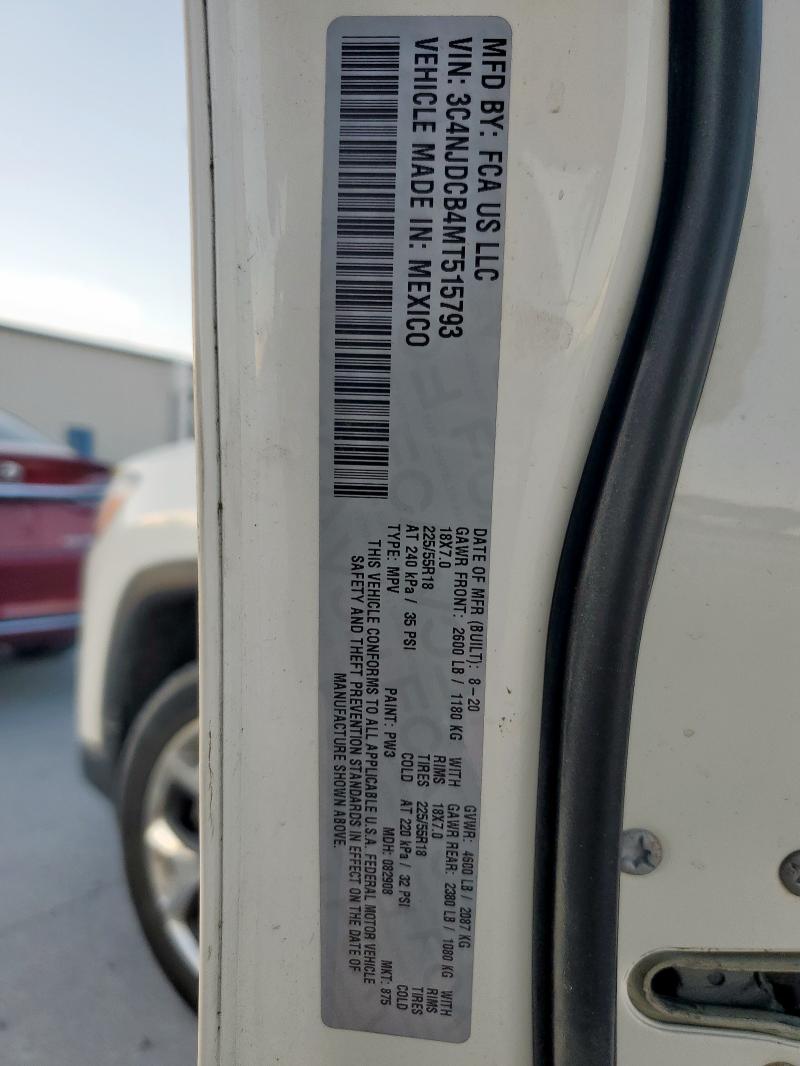 MFD BY: FCA US LLC
VIN: 3C4NJDCB4MT515793
VEHICLE MADE IN: MEXICO
DATE OF MFR (BUILT): 8-20 GVWR: 4600 LB / 2087 KG
GAWR FRONT: 2600 LB / 1180 KG WITH GAWR REAR: 2380 LB / 1080 KG WITH
18X7.0 RIMS 18X7.0 RIMS
225/55R18 TIRES 225/55R18 TIRES
AT 240 kPa / 35 PSI COLD AT 220 kPa / 32 PSI COLD
TYPE: MPV PAINT: PW3 MDH: 082908 MKT: 875
THIS VEHICLE CONFORMS TO ALL APPLICABLE U.S.A. FEDERAL MOTOR VEHICLE
SAFETY AND THEFT PREVENTION STANDARDS IN EFFECT ON THE DATE OF
MANUFACTURE SHOWN ABOVE.